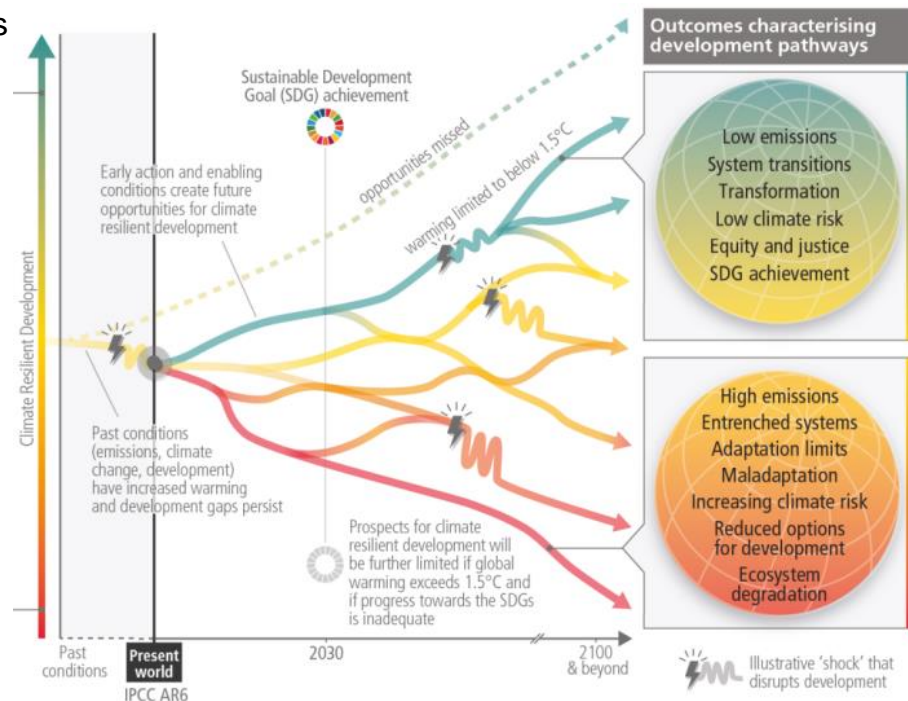 s
Outcomes characterising
development pathways
Sustainable Development
Goal (SDG) achievement
opportunities missed
Early action and enabling
conditions create future
opportunities for climate
resilient development
warming limited to below 1.5°C
Low emissions
System transitions
Transformation
Low climate risk
Equity and justice
SDG achievement
Climate Resilient Development
Past conditions
(emissions, climate
change, development)
have increased warming
and development gaps persist
High emissions
Entrenched systems
Adaptation limits
Maladaptation
Increasing climate risk
Reduced options
for development
Ecosystem
degradation
Prospects for climate
resilient development will
be further limited if global
warming exceeds 1.5°C and
if progress towards the SDGs
is inadequate
Past
conditions
Present
world
IPCC AR6
2030
2100
& beyond
Illustrative 'shock' that
disrupts development